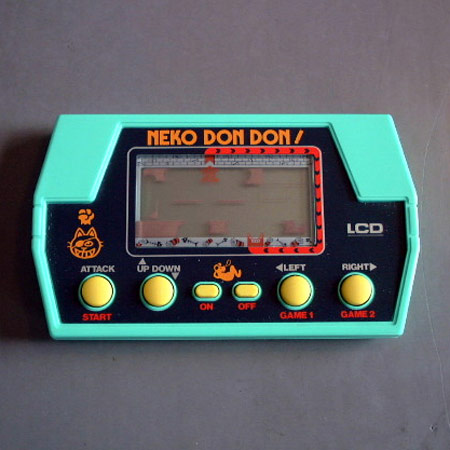 NEKO DON DON!
LCD
ATTACK
UP DOWN
LEFT
RIGHT
START
ON
OFF
GAME 1
GAME 2